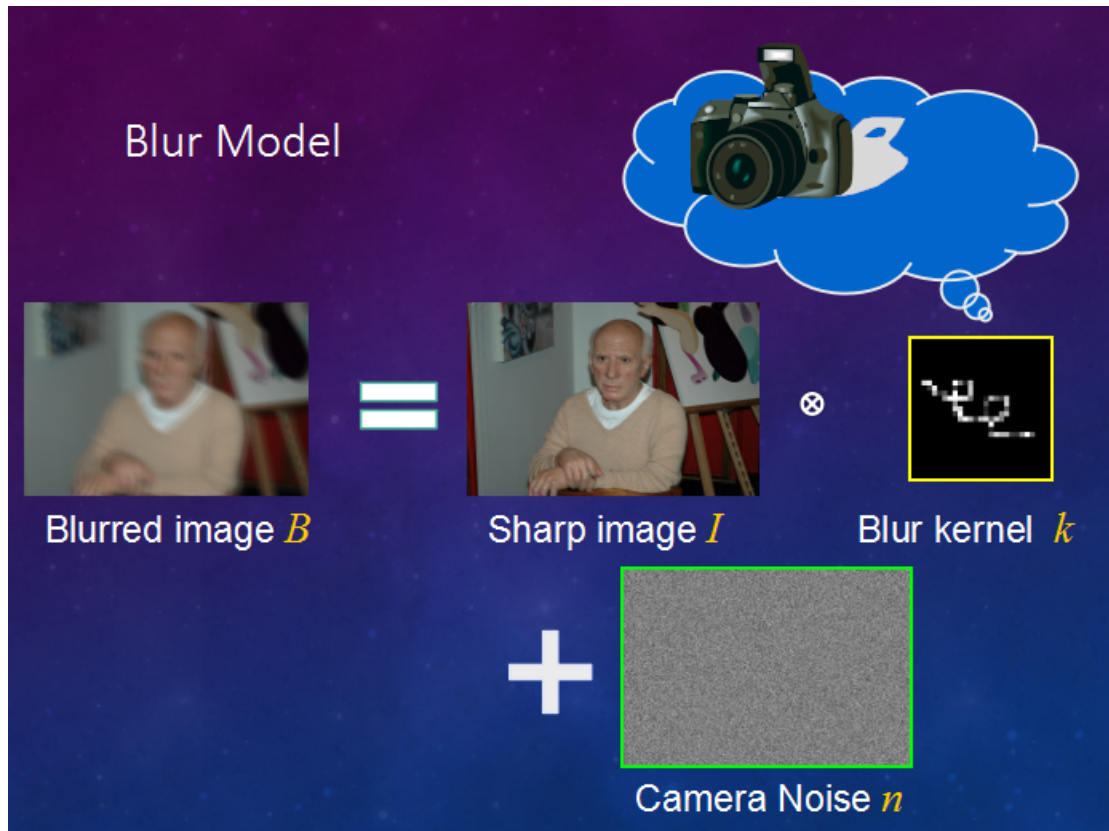 Blur Model
Blurred image B
Sharp image I
Blur kernel k
Camera Noise n